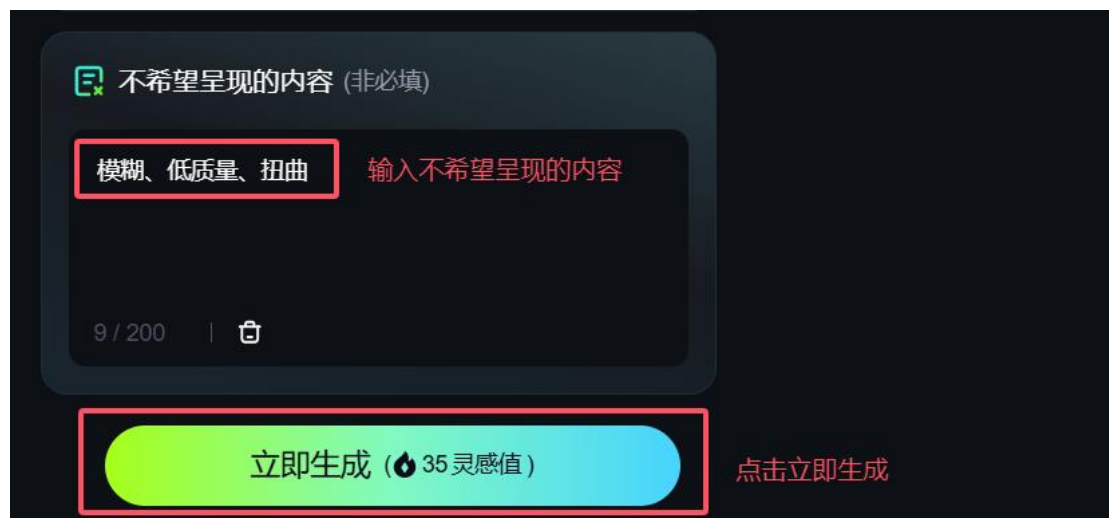 不希望呈现的内容 (非必填)
模糊、低质量、扭曲 输入不希望呈现的内容
9 / 200
立即生成 (35 灵感值) 点击立即生成